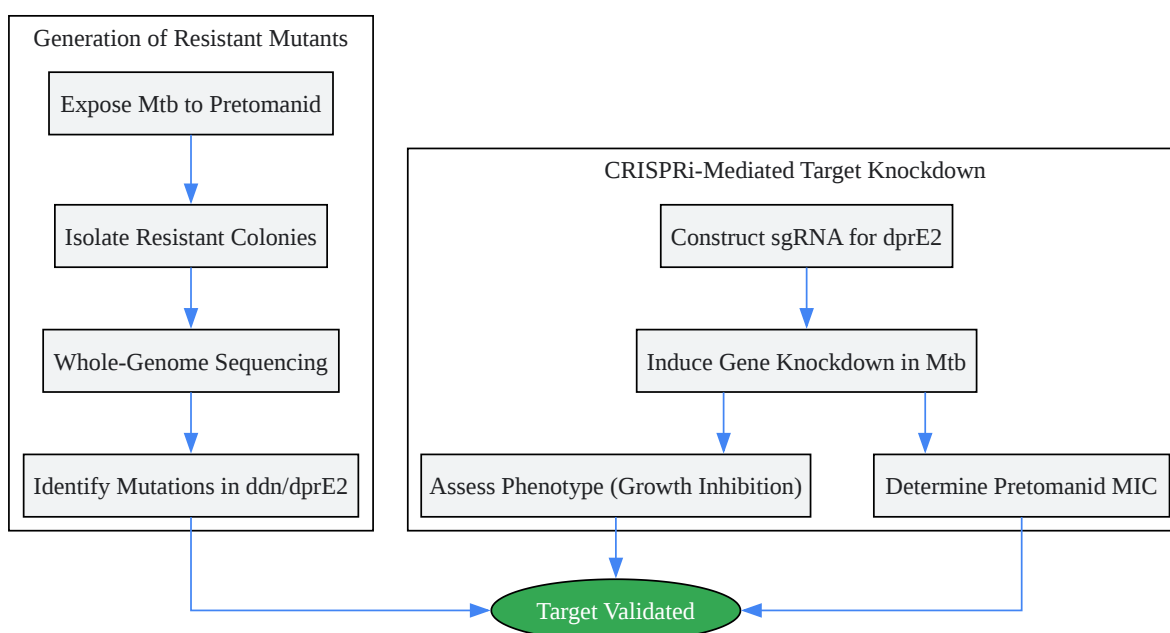 Generation of Resistant Mutants
Expose Mtb to Pretomanid
Isolate Resistant Colonies
Whole-Genome Sequencing
Identify Mutations in ddn/dprE2
CRISPRi-Mediated Target Knockdown
Construct sgRNA for dprE2
Induce Gene Knockdown in Mtb
Assess Phenotype (Growth Inhibition)
Determine Pretomanid MIC
Target Validated